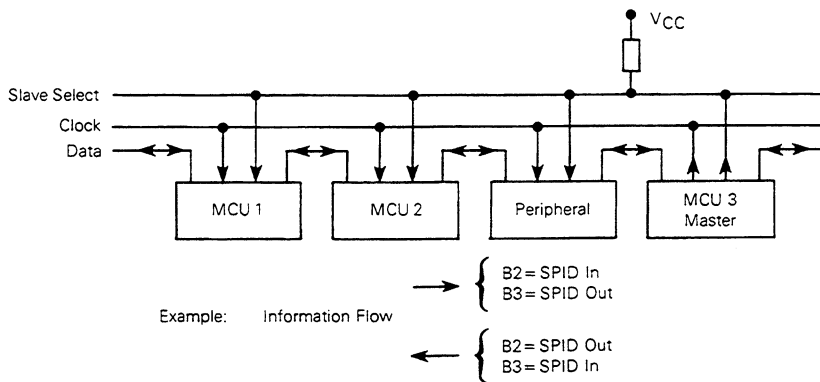 VCC
Slave Select
Clock
Data
MCU 1
MCU 2
Peripheral
MCU 3
Master
B2= SPID In
B3= SPID Out
Example: Information Flow
B2= SPID Out
B3= SPID In